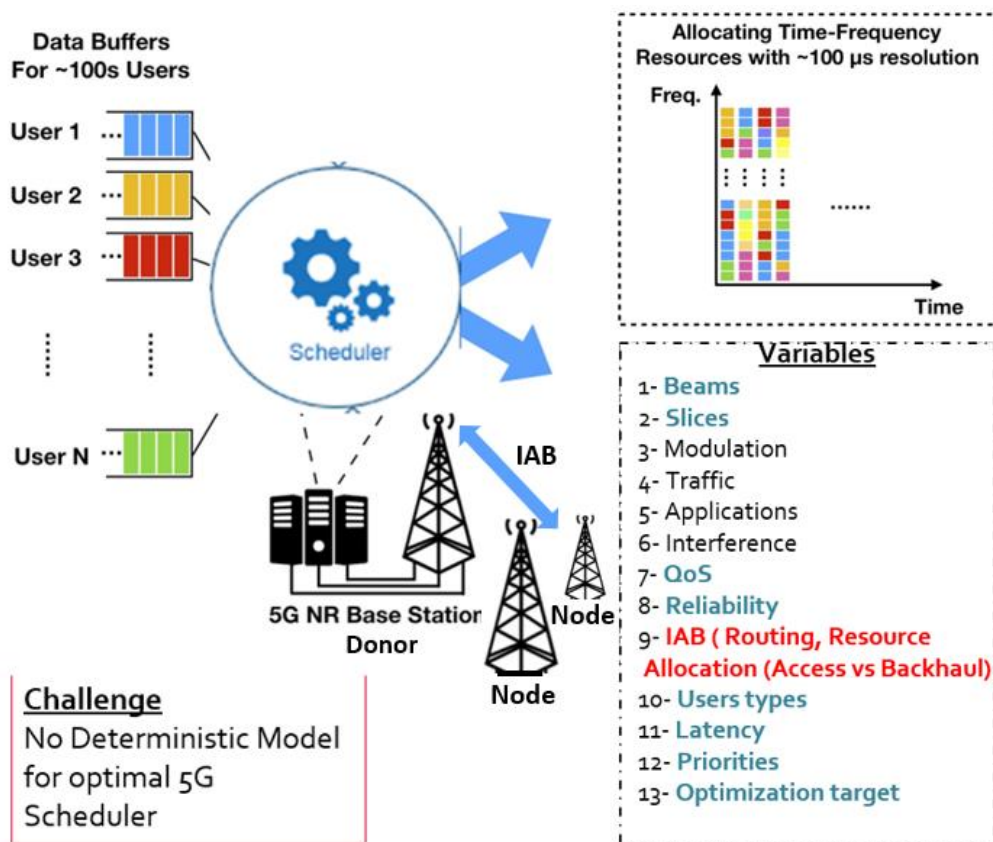 Data Buffers
For ~100s Users
User 1
User 2
User 3
User N
Scheduler
IAB
5G NR Base Station
Donor
Node
Node
Allocating Time-Frequency
Resources with ~100 µs resolution
Freq.
Time
Challenge
No Deterministic Model
for optimal 5G
Scheduler
Variables
1- Beams
2- Slices
3- Modulation
4- Traffic
5- Applications
6- Interference
7- QoS
8- Reliability
9- IAB ( Routing, Resource
Allocation (Access vs Backhaul)
10- Users types
11- Latency
12- Priorities
13- Optimization target